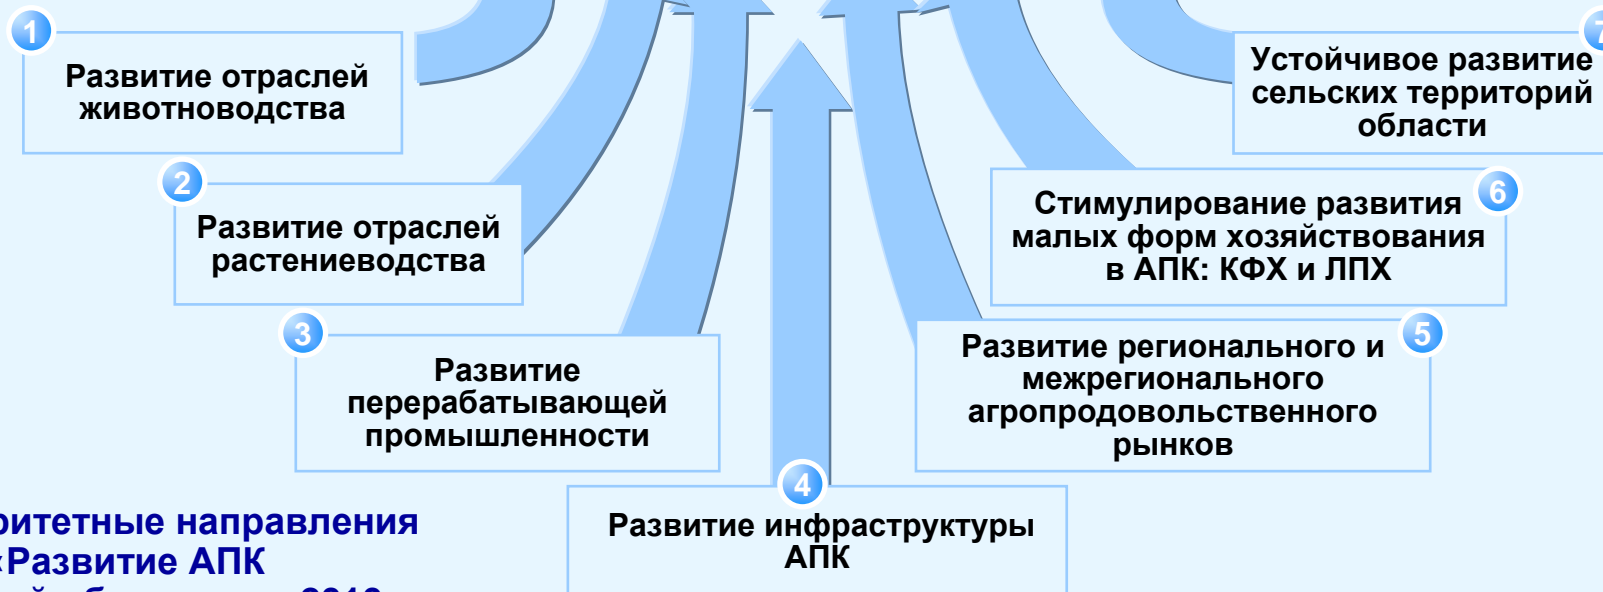 1
Развитие отраслей
животноводства
2
Развитие отраслей
растениеводства
3
Развитие
перерабатывающей
промышленности
4
Развитие инфраструктуры
АПК
5
Развитие регионального и
межрегионального
агропродовольственного
рынков
6
Стимулирование развития
малых форм хозяйствования
в АПК: КФХ и ЛПХ
7
Устойчивое развитие
сельских территорий
области
направления
«Развитие АПК